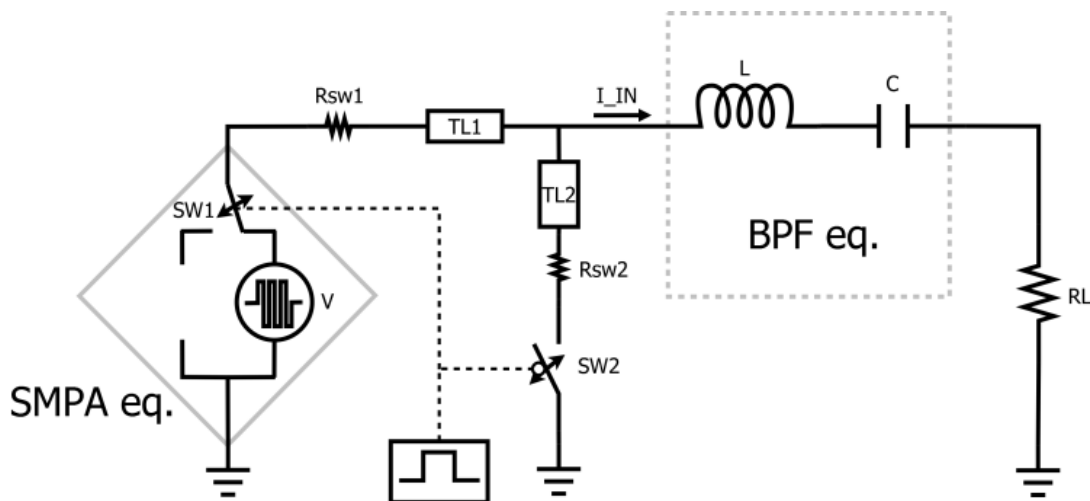 L
C
I_IN
Rsw1
TL1
TL2
SW1
BPF eq.
Rsw2
V
RL
SW2
SMPA eq.